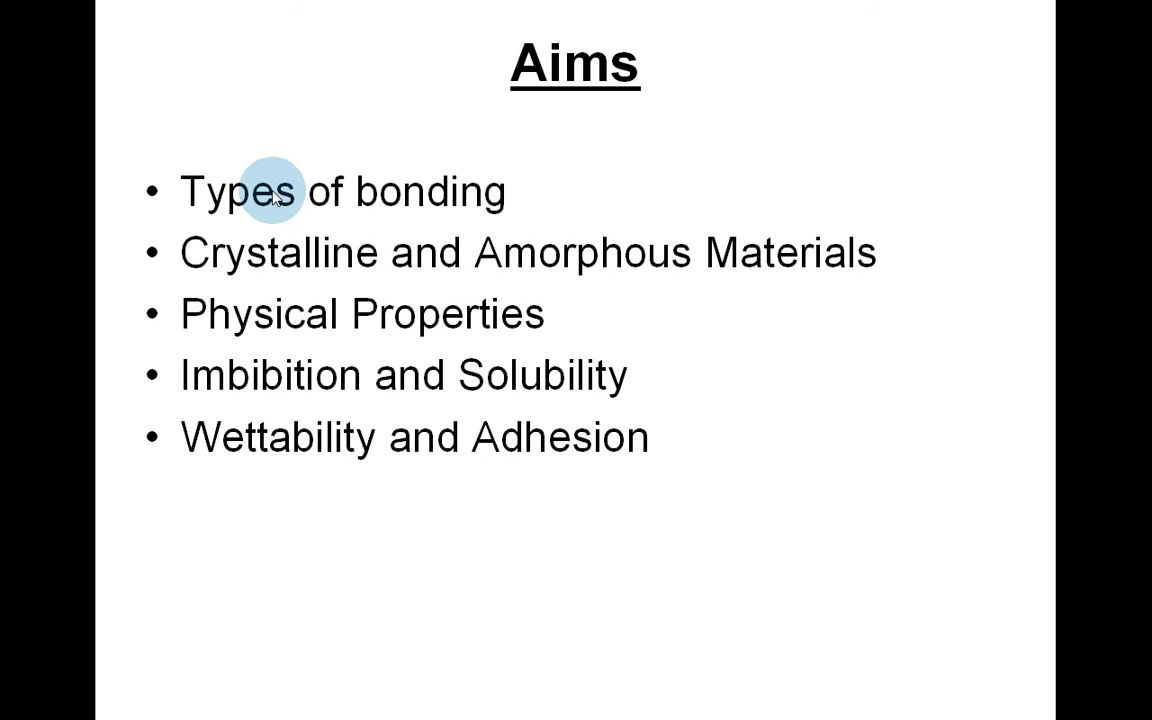 Aims
• Types of bonding
• Crystalline and Amorphous Materials
• Physical Properties
• Imbibition and Solubility
• Wettability and Adhesion